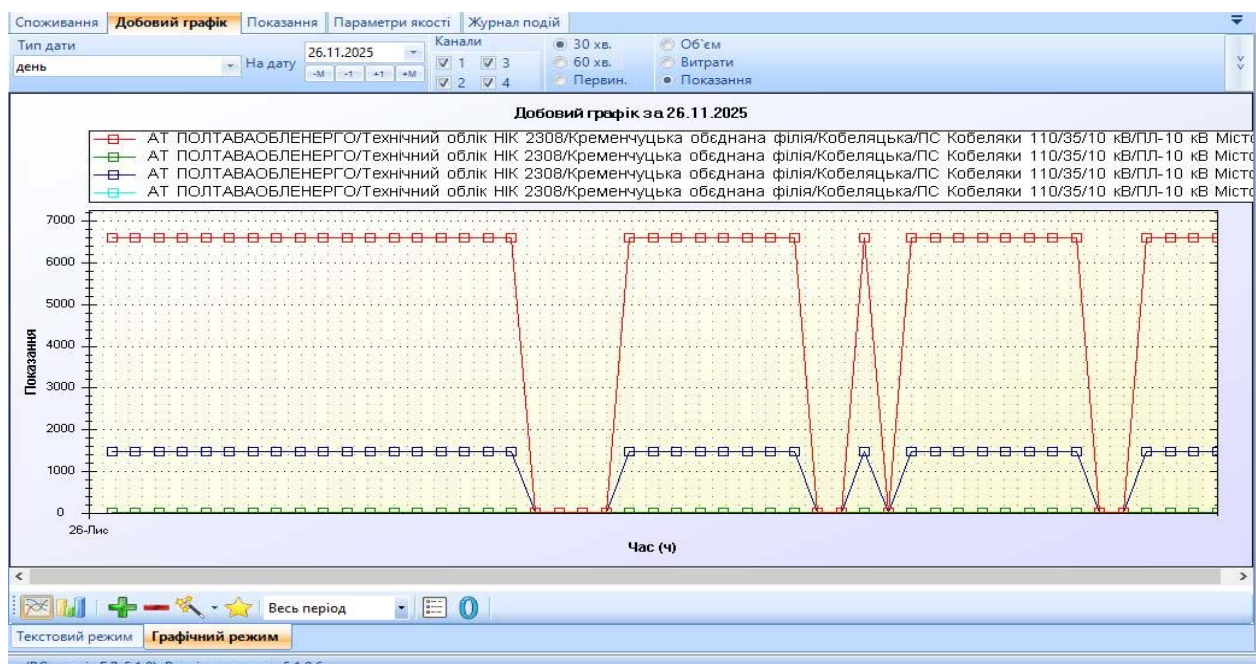 Споживання Добовий графік Показання Параметри якості Журнал подій
Тип дати
день
На дату
26.11.2025
-М -1 +1 +М
Канали
1 3
2 4
30 хв.
60 хв.
Первин.
Об`єм
Витрати
Показання
Добовий графік за 26.11.2025
АТ ПОЛТАВАОБЛЕНЕРГО/Технічний облік НІК 2308/Кременчуцька обєднана філія/Кобеляцька/ПС Кобеляки 110/35/10 кВ/ПЛ-10 кВ Місто
АТ ПОЛТАВАОБЛЕНЕРГО/Технічний облік НІК 2308/Кременчуцька обєднана філія/Кобеляцька/ПС Кобеляки 110/35/10 кВ/ПЛ-10 кВ Місто
АТ ПОЛТАВАОБЛЕНЕРГО/Технічний облік НІК 2308/Кременчуцька обєднана філія/Кобеляцька/ПС Кобеляки 110/35/10 кВ/ПЛ-10 кВ Місто
АТ ПОЛТАВАОБЛЕНЕРГО/Технічний облік НІК 2308/Кременчуцька обєднана філія/Кобеляцька/ПС Кобеляки 110/35/10 кВ/ПЛ-10 кВ Місто
Показання
7000
6000
5000
4000
3000
2000
1000
0
26-Лис
Час (ч)
Весь період
Текстовий режим Графічний режим